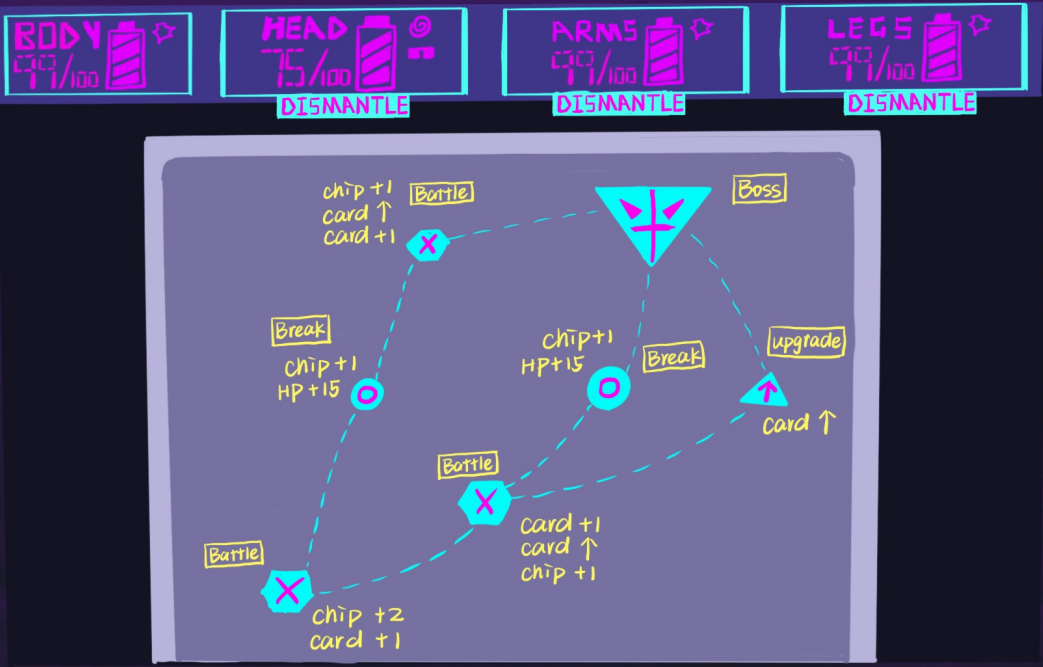 BODY
99/100
HEAD
75/100
DISMANTLE
ARMS
99/100
DISMANTLE
LEGS
99/100
DISMANTLE
chip +1
card ↑
card +1
Battle
Boss
Break
chip +1
HP +15
chip +1
HP +15
Break
upgrade
card ↑
Battle
card +1
card ↑
chip +1
Battle
chip +2
card +1